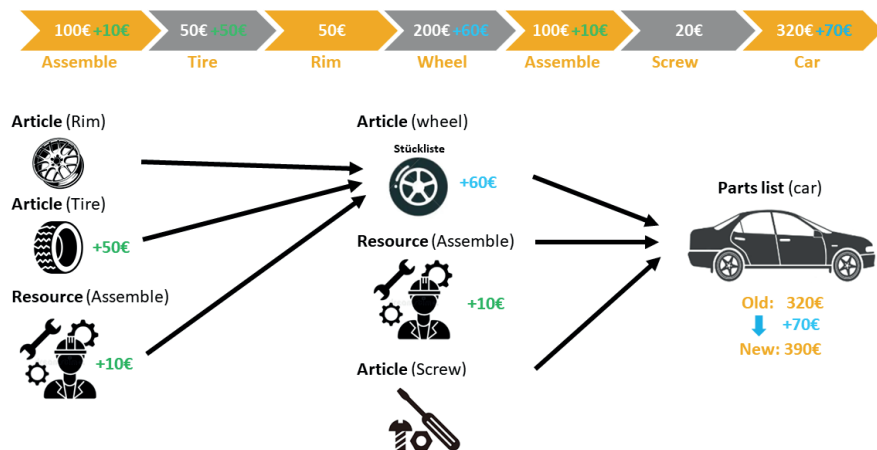 100€ +10€
50€ +50€
50€
200€ +60€
100€ +10€
20€
320€ +70€
Assemble
Tire
Rim
Wheel
Assemble
Screw
Car
Article (Rim)
Article (Tire)
+50€
Resource (Assemble)
+10€
Article (wheel)
Stückliste
+60€
Resource (Assemble)
+10€
Article (Screw)
Parts list (car)
Old: 320€
+70€
New: 390€